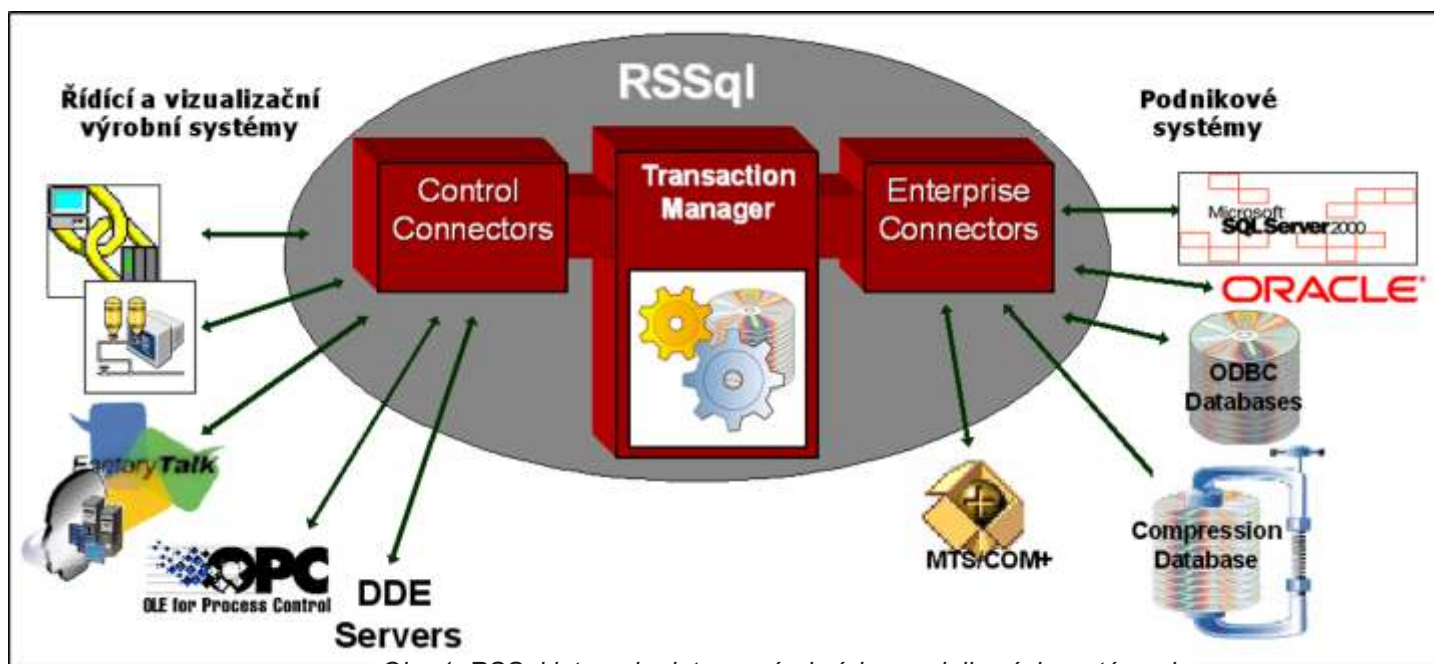 RSSql
Řídící a vizualizační
výrobní systémy
Podnikové
systémy
Control
Connectors
Transaction
Manager
Enterprise
Connectors
Microsoft
SQLServer2000
ORACLE
ODBC
Databases
FactoryTalk
OPC
OLE for Process Control
DDE
Servers
MTS/COM+
Compression
Database